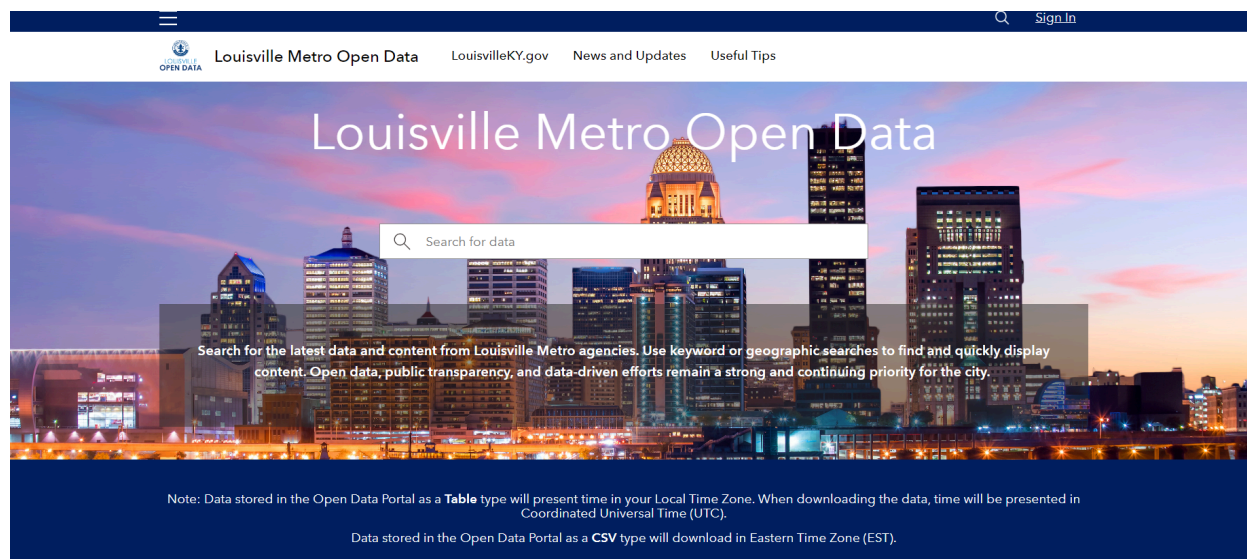 Sign In
LOUISVILLE
OPEN DATA
Louisville Metro Open Data
LouisvilleKY.gov
News and Updates
Useful Tips
Louisville Metro Open Data
Search for data
Search for the latest data and content from Louisville Metro agencies. Use keyword or geographic searches to find and quickly display
content. Open data, public transparency, and data-driven efforts remain a strong and continuing priority for the city.
Note: Data stored in the Open Data Portal as a Table type will present time in your Local Time Zone. When downloading the data, time will be presented in
Coordinated Universal Time (UTC).
Data stored in the Open Data Portal as a CSV type will download in Eastern Time Zone (EST).